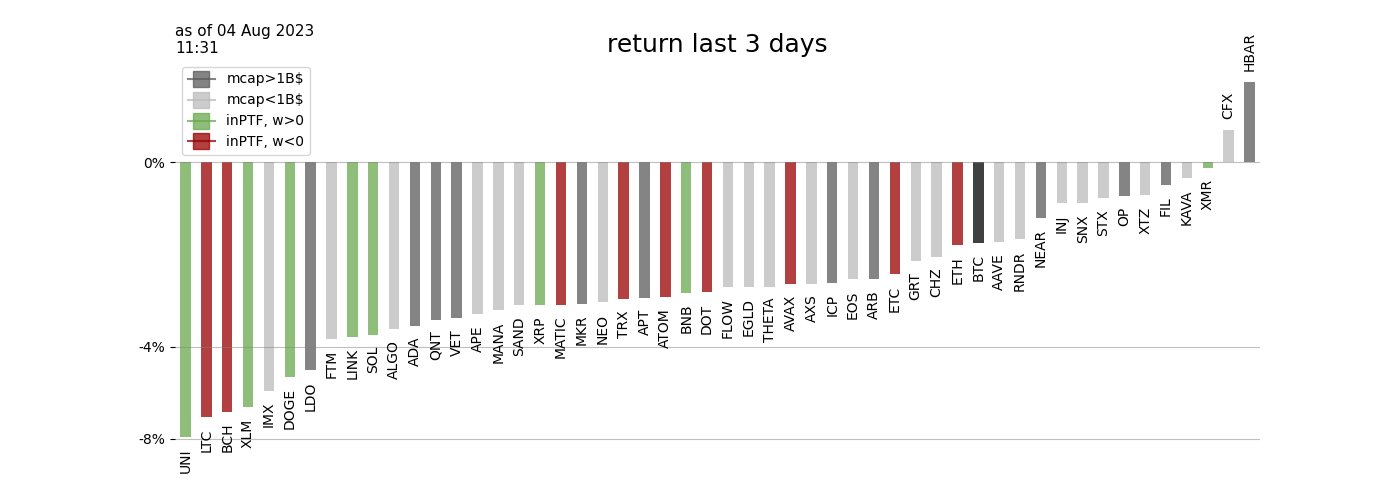 as of 04 Aug 2023
11:31
return last 3 days
mcap>1B$
mcap<1B$
inPTF, w>0
inPTF, w<0
0%
-4%
-8%
UNI
LTC
BCH
XLM
IMX
DOGE
LDO
FTM
LINK
SOL
ALGO
ADA
QNT
VET
APE
MANA
SAND
XRP
MATIC
MKR
NEO
TRX
APT
ATOM
BNB
DOT
FLOW
EGLD
THETA
AVAX
AXS
ICP
EOS
ARB
ETC
GRT
CHZ
ETH
BTC
AAVE
RNDR
NEAR
INJ
SNX
STX
OP
XTZ
FIL
KAVA
XMR
CFX
HBAR